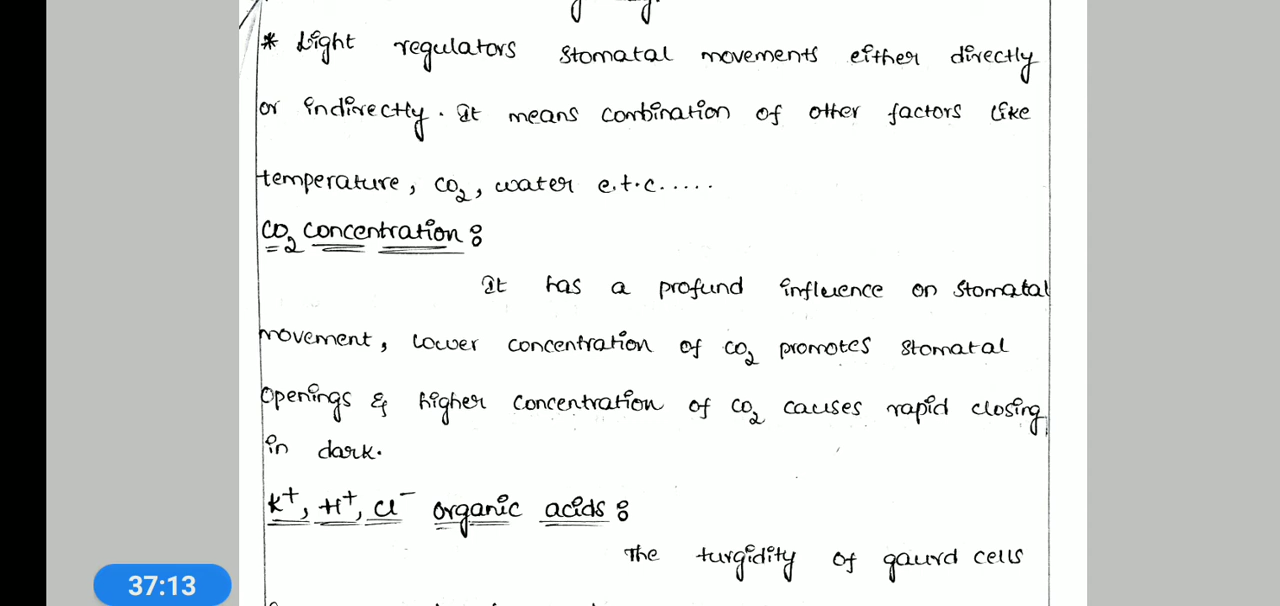 * Light regulators stomatal movements either directly
or indirectly. It means combination of other factors like
temperature, CO₂, water e.t.c.....
CO₂ concentration :
It has a profund influence on stomatal
movement, lower concentration of CO₂ promotes stomatal
openings & higher concentration of CO₂ causes rapid closing
in dark.
K⁺, H⁺, Cl⁻ organic acids :
The turgidity of gaurd cells
37:13